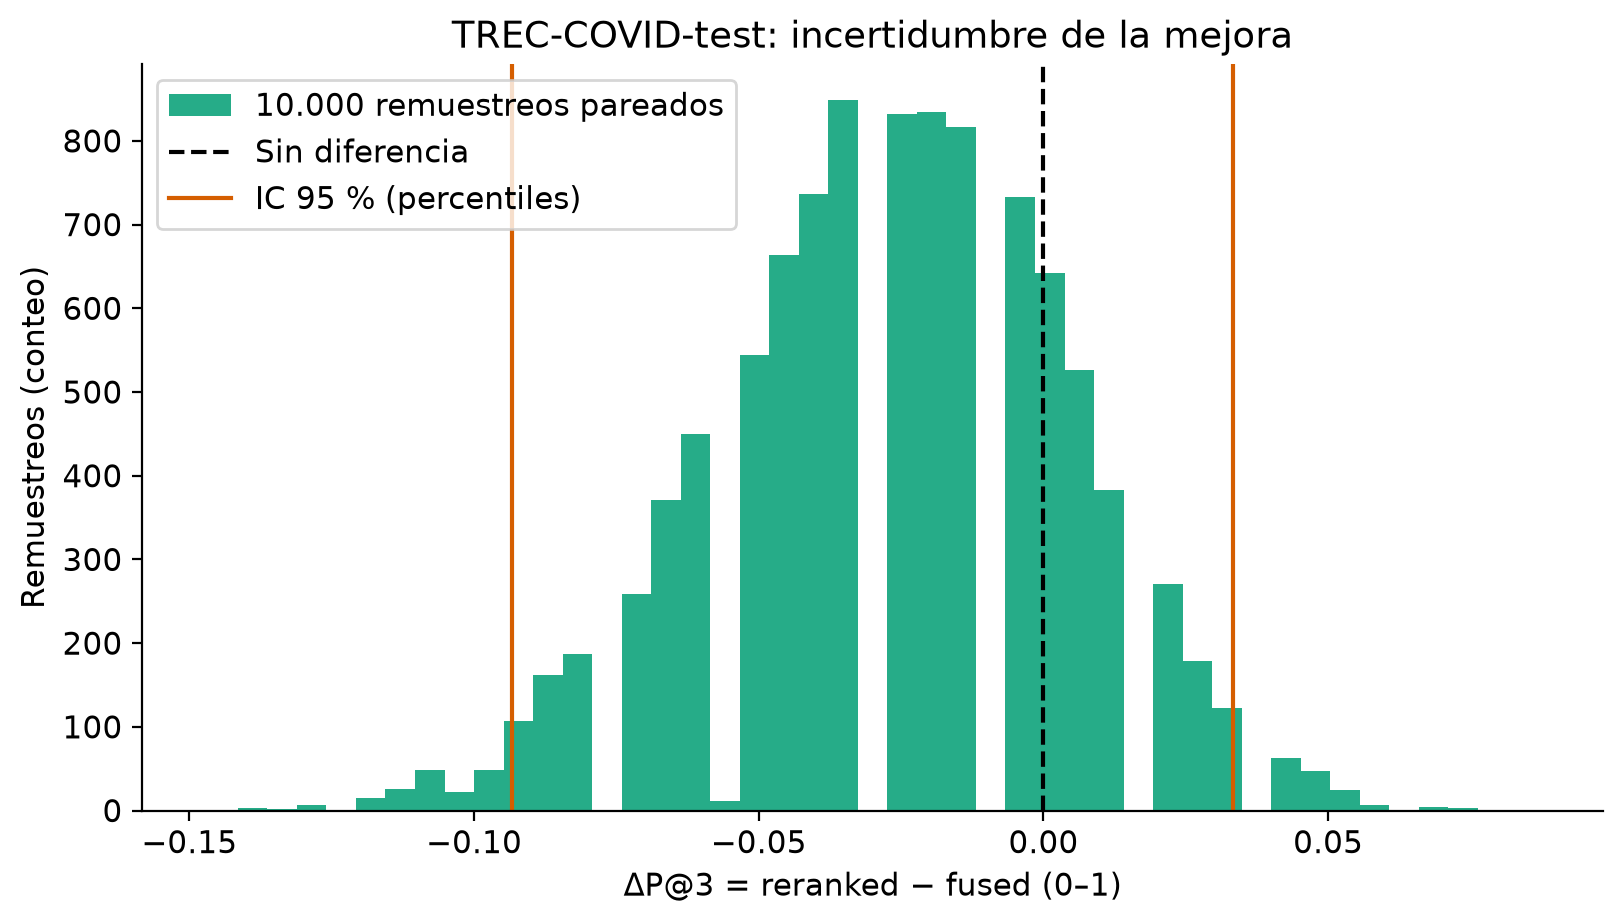 TREC-COVID-test: incertidumbre de la mejora
10.000 remuestreos pareados
Sin diferencia
IC 95 % (percentiles)
Remuestreos (conteo)
800
700
600
500
400
300
200
100
0
−0.15
−0.10
−0.05
0.00
0.05
ΔP@3 = reranked − fused (0–1)